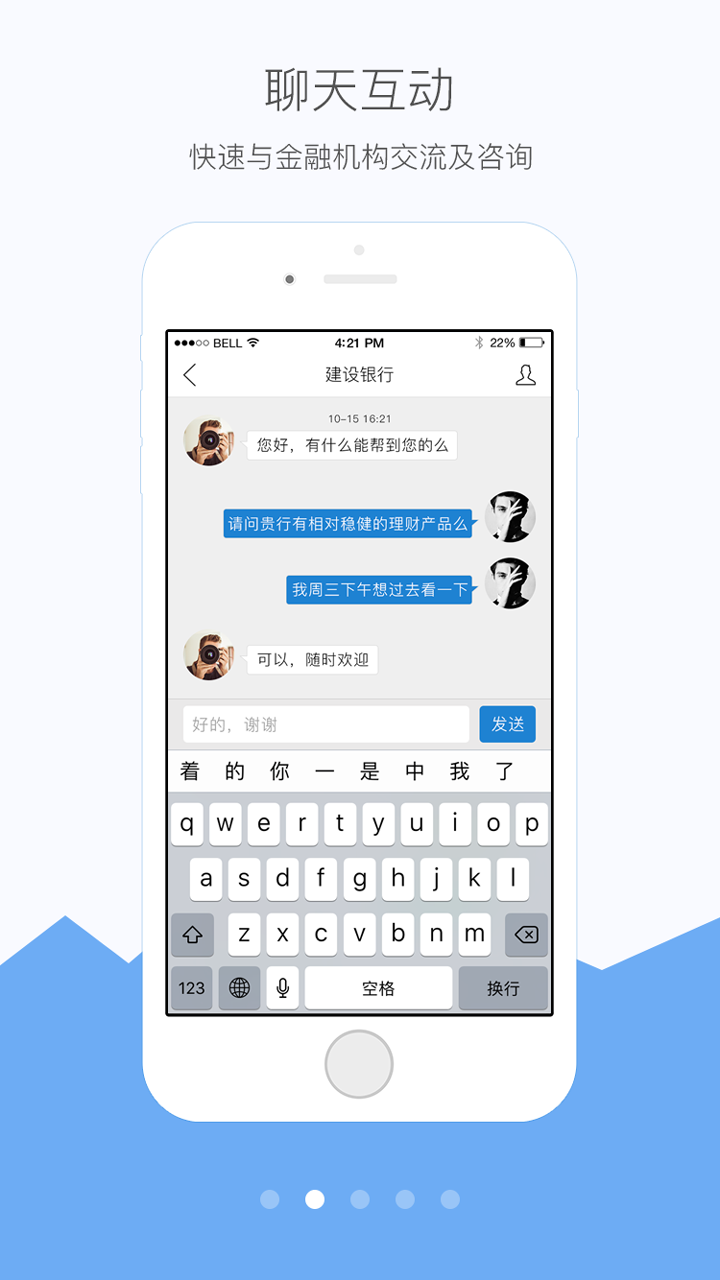 聊天互动
快速与金融机构交流及咨询
BELL 4:21 PM 22%
建设银行
10-15 16:21
您好，有什么能帮到您的么
请问贵行有相对稳健的理财产品么
我周三下午想过去看一下
可以，随时欢迎
好的，谢谢 发送
着 的 你 一 是 中 我 了
q w e r t y u i o p
a s d f g h j k l
z x c v b n m
123 空格 换行